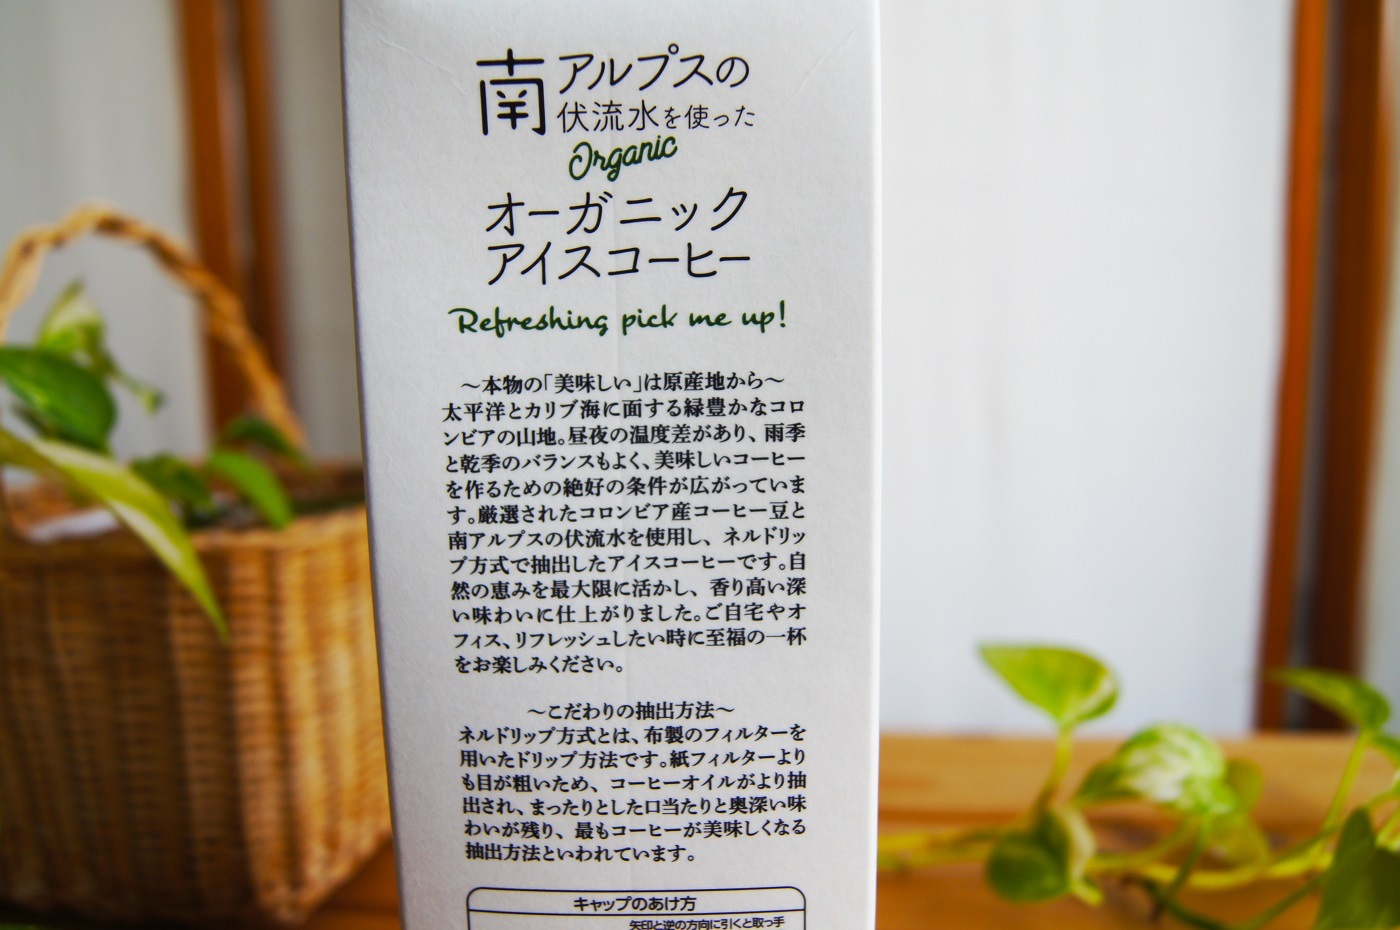 南アルプスの
伏流水を使った
Organic
オーガニック
アイスコーヒー
Refreshing pick me up!
〜本物の「美味しい」は原産地から〜
太平洋とカリブ海に面する緑豊かなコロ
ンビアの山地。昼夜の温度差があり、雨季
と乾季のバランスもよく、美味しいコーヒー
を作るための絶好の条件が広がっていま
す。厳選されたコロンビア産コーヒー豆と
南アルプスの伏流水を使用し、ネルドリッ
プ方式で抽出したアイスコーヒーです。自
然の恵みを最大限に活かし、香り高い深
い味わいに仕上がりました。ご自宅やオ
フィス、リフレッシュしたい時に至福の一杯
をお楽しみください。
〜こだわりの抽出方法〜
ネルドリップ方式とは、布製のフィルターを
用いたドリップ方法です。紙フィルターより
も目が粗いため、コーヒーオイルがより抽
出され、まったりとした口当たりと奥深い味
わいが残り、最もコーヒーが美味しくなる
抽出方法といわれています。
キャップのあけ方
矢印と逆の方向に引くと取っ手